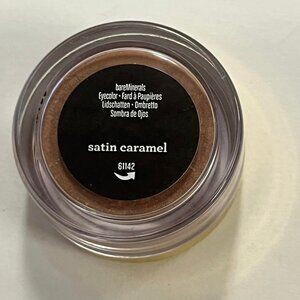 bareMinerals
Eyecolor • Fard à Paupières
Lidschatten • Ombretto
Sombra de Ojos
satin caramel
61142